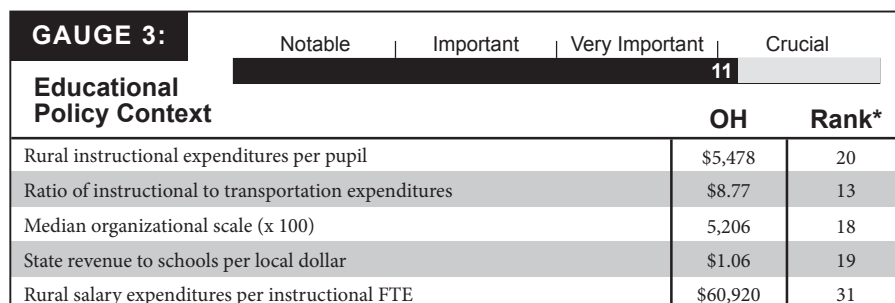 GAUGE 3:
Notable | Important | Very Important | Crucial
11
Educational
Policy Context
OH Rank*
Rural instructional expenditures per pupil $5,478 20
Ratio of instructional to transportation expenditures $8.77 13
Median organizational scale (x 100) 5,206 18
State revenue to schools per local dollar $1.06 19
Rural salary expenditures per instructional FTE $60,920 31